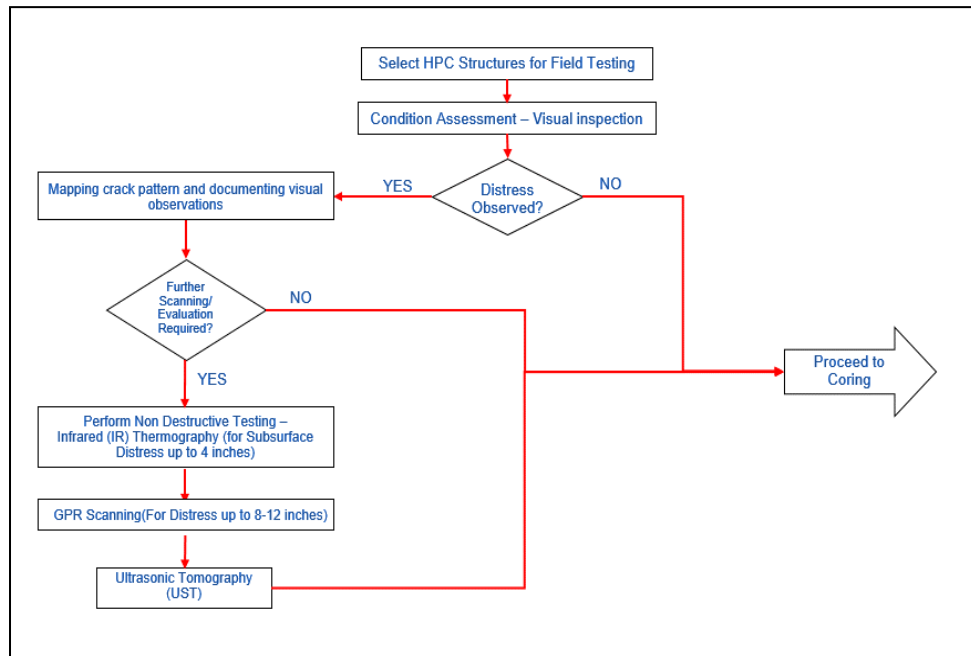 Select HPC Structures for Field Testing
Condition Assessment – Visual inspection
Distress
Observed?
YES
NO
Mapping crack pattern and documenting visual
observations
Further
Scanning/
Evaluation
Required?
NO
YES
Proceed to
Coring
Perform Non Destructive Testing –
Infrared (IR) Thermography (for Subsurface
Distress up to 4 inches)
GPR Scanning(For Distress up to 8-12 inches)
Ultrasonic Tomography
(UST)